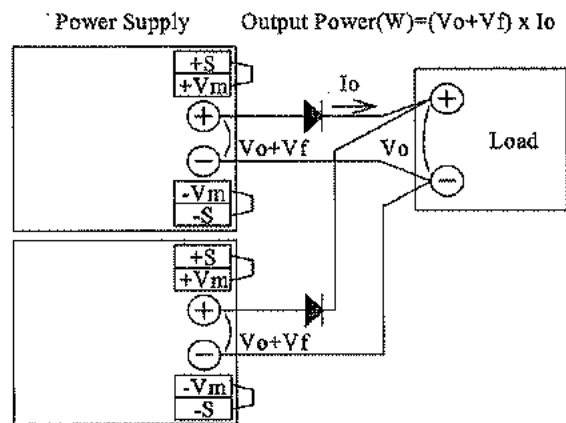 Power Supply Output Power(W)=(Vo+Vf) x Io
+S
+Vm
Io
+
+
Vo+Vf
Vo
Load
−
−
-Vm
-S
+S
+Vm
+
Vo+Vf
−
-Vm
-S